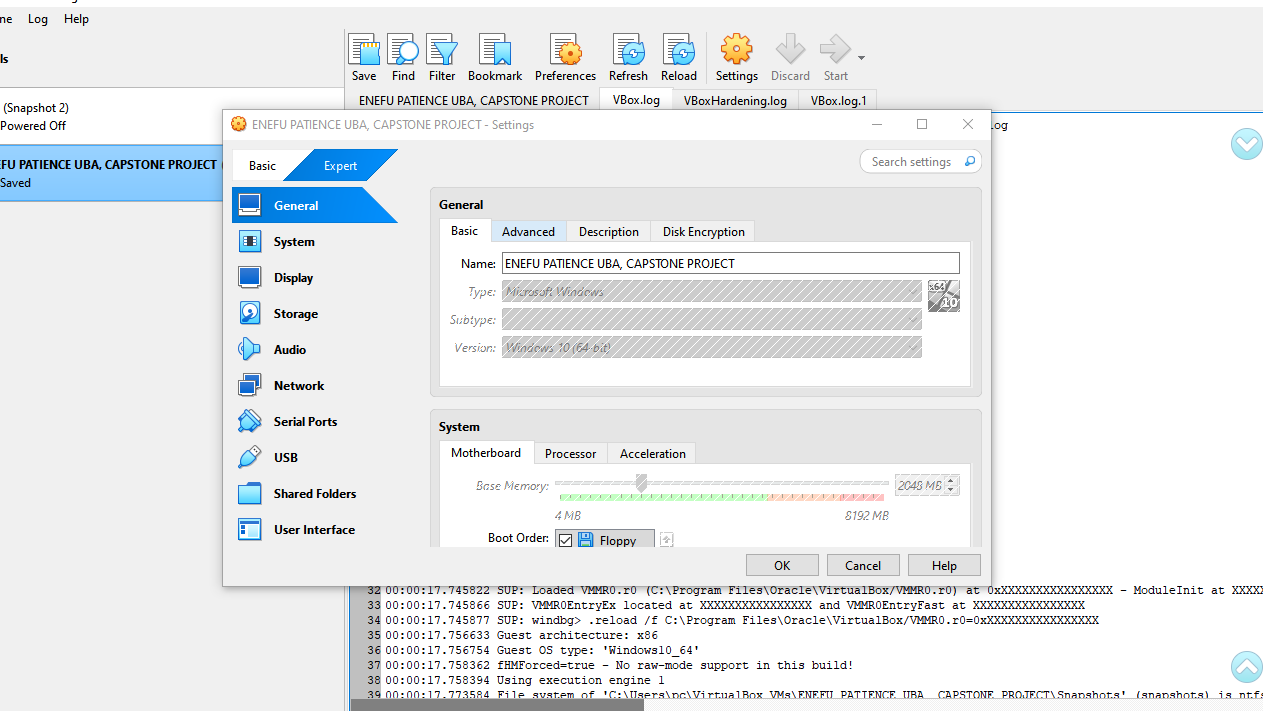 ne Log Help
ls
Save Find Filter Bookmark Preferences Refresh Reload Settings Discard Start
(Snapshot 2)
Powered Off
ENEFU PATIENCE UBA, CAPSTONE PROJECT VBox.log VBoxHardening.log VBox.log.1
.log
EFU PATIENCE UBA, CAPSTONE PROJECT (
Saved
ENEFU PATIENCE UBA, CAPSTONE PROJECT - Settings
Basic Expert
Search settings
General
System
Display
Storage
Audio
Network
Serial Ports
USB
Shared Folders
User Interface
General
Basic Advanced Description Disk Encryption
Name: ENEFU PATIENCE UBA, CAPSTONE PROJECT
Type: Microsoft Windows
x64
10
Subtype:
Version: Windows 10 (64-bit)
System
Motherboard Processor Acceleration
Base Memory: 2048 MB
4 MB 8192 MB
Boot Order: Floppy
OK Cancel Help
32 00:00:17.745822 SUP: Loaded VMMR0.r0 (C:\Program Files\Oracle\VirtualBox/VMMR0.r0) at 0xXXXXXXXXXXXXXXXX - ModuleInit at XXXXX
33 00:00:17.745866 SUP: VMMR0EntryEx located at XXXXXXXXXXXXXXXX and VMMR0EntryFast at XXXXXXXXXXXXXXXX
34 00:00:17.745877 SUP: windbg> .reload /f C:\Program Files\Oracle\VirtualBox/VMMR0.r0=0xXXXXXXXXXXXXXXXX
35 00:00:17.756633 Guest architecture: x86
36 00:00:17.756754 Guest OS type: 'Windows10_64'
37 00:00:17.758362 fHMForced=true - No raw-mode support in this build!
38 00:00:17.758394 Using execution engine 1
39 00:00:17.773584 File system of 'C:\Users\pc\VirtualBox VMs\ENEFU PATIENCE UBA, CAPSTONE PROJECT\Snapshots' (snapshots) is ntfs